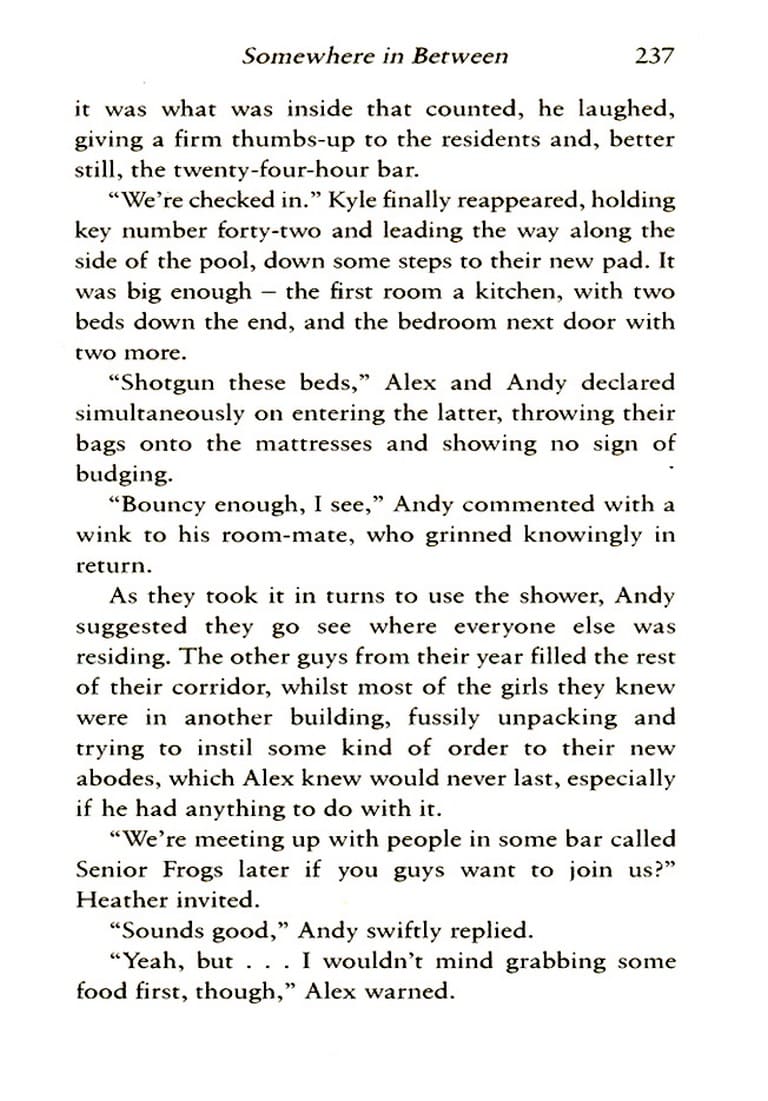 Somewhere in Between 237
it was what was inside that counted, he laughed,
giving a firm thumbs-up to the residents and, better
still, the twenty-four-hour bar.
“We’re checked in.” Kyle finally reappeared, holding
key number forty-two and leading the way along the
side of the pool, down some steps to their new pad. It
was big enough – the first room a kitchen, with two
beds down the end, and the bedroom next door with
two more.
“Shotgun these beds,” Alex and Andy declared
simultaneously on entering the latter, throwing their
bags onto the mattresses and showing no sign of
budging.
“Bouncy enough, I see,” Andy commented with a
wink to his room-mate, who grinned knowingly in
return.
As they took it in turns to use the shower, Andy
suggested they go see where everyone else was
residing. The other guys from their year filled the rest
of their corridor, whilst most of the girls they knew
were in another building, fussily unpacking and
trying to instil some kind of order to their new
abodes, which Alex knew would never last, especially
if he had anything to do with it.
“We’re meeting up with people in some bar called
Senior Frogs later if you guys want to join us?”
Heather invited.
“Sounds good,” Andy swiftly replied.
“Yeah, but . . . I wouldn’t mind grabbing some
food first, though,” Alex warned.